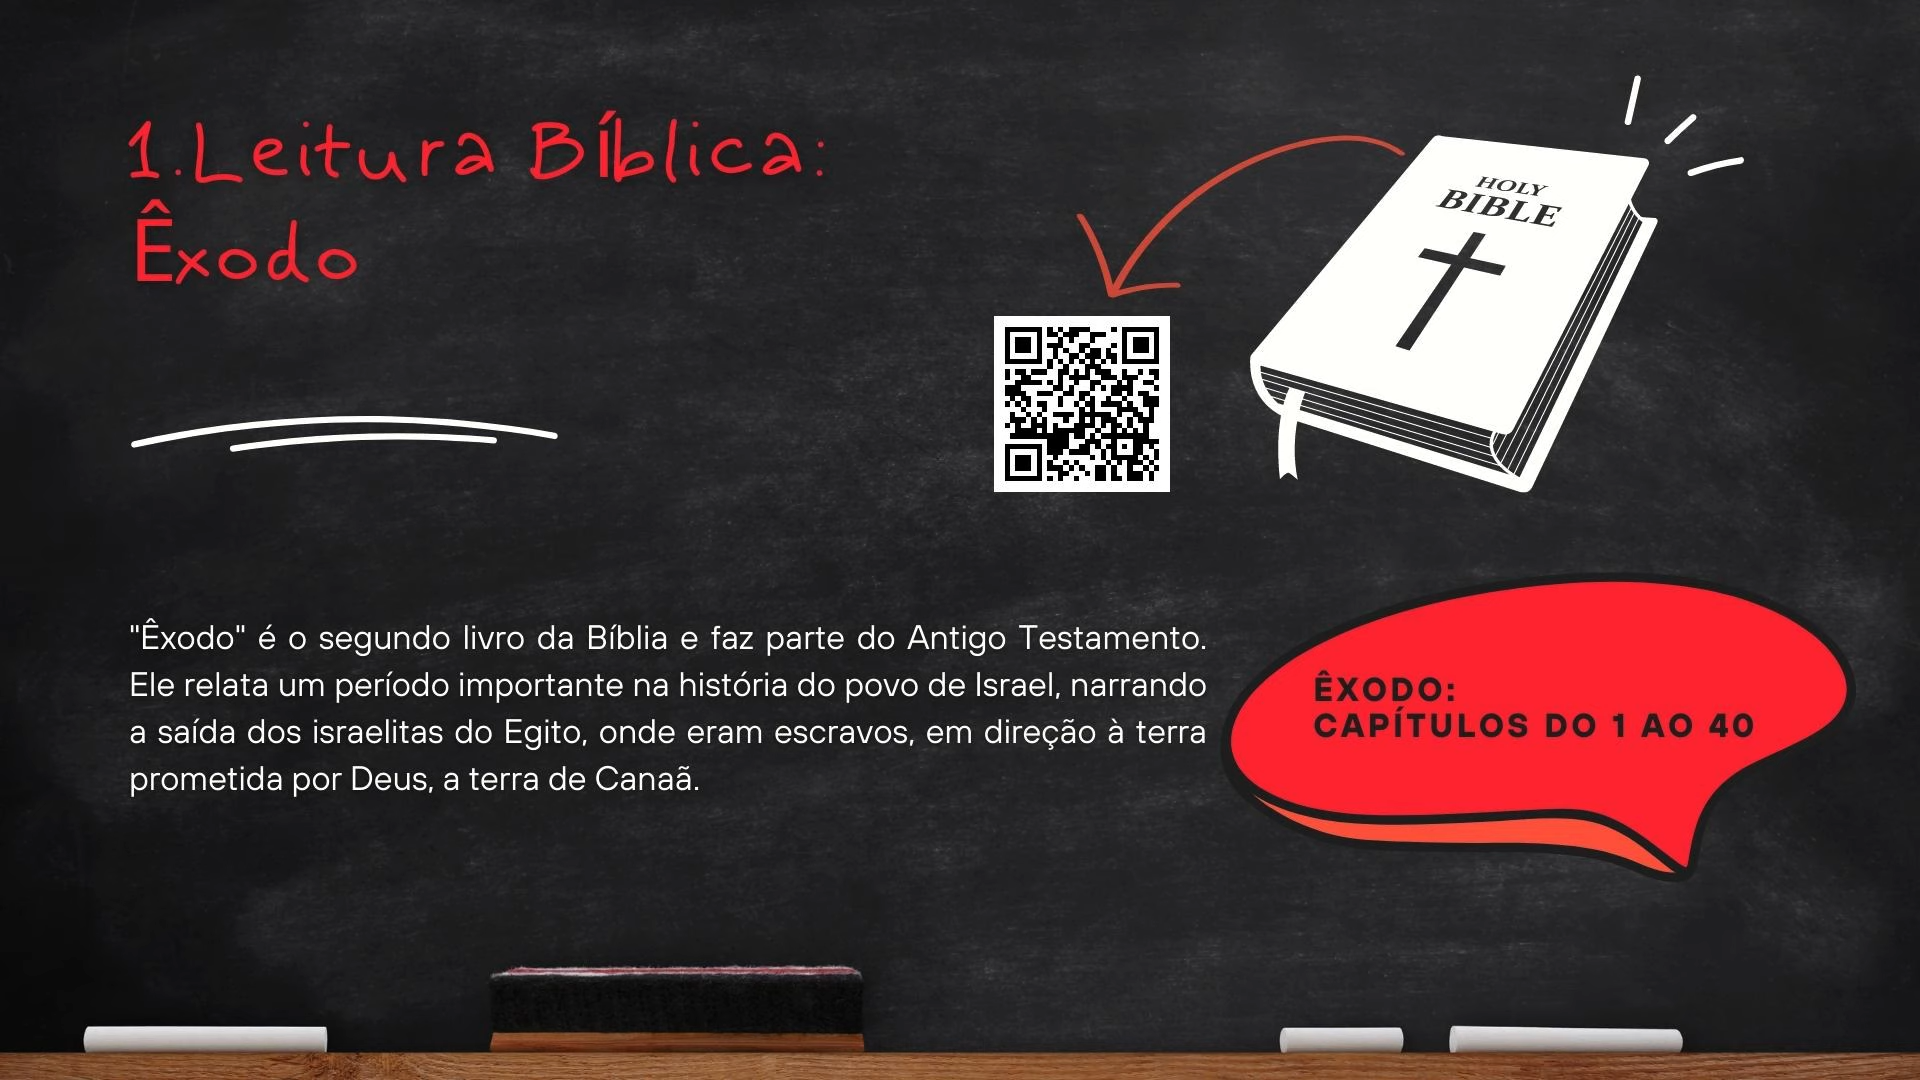 1.Leitura Bíblica:
Êxodo
HOLY
BIBLE
"Êxodo" é o segundo livro da Bíblia e faz parte do Antigo Testamento.
Ele relata um período importante na história do povo de Israel, narrando
a saída dos israelitas do Egito, onde eram escravos, em direção à terra
prometida por Deus, a terra de Canaã.
ÊXODO:
CAPÍTULOS DO 1 AO 40